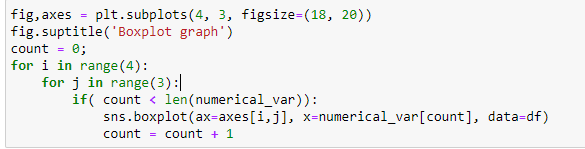 fig,axes = plt.subplots(4, 3, figsize=(18, 20))
fig.suptitle('Boxplot graph')
count = 0;
for i in range(4):
    for j in range(3):
        if( count < len(numerical_var)):
            sns.boxplot(ax=axes[i,j], x=numerical_var[count], data=df)
            count = count + 1